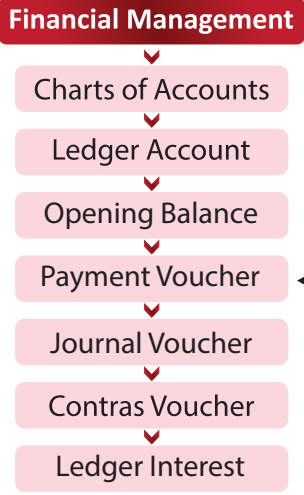 Financial Management
Charts of Accounts
Ledger Account
Opening Balance
Payment Voucher
Journal Voucher
Contras Voucher
Ledger Interest